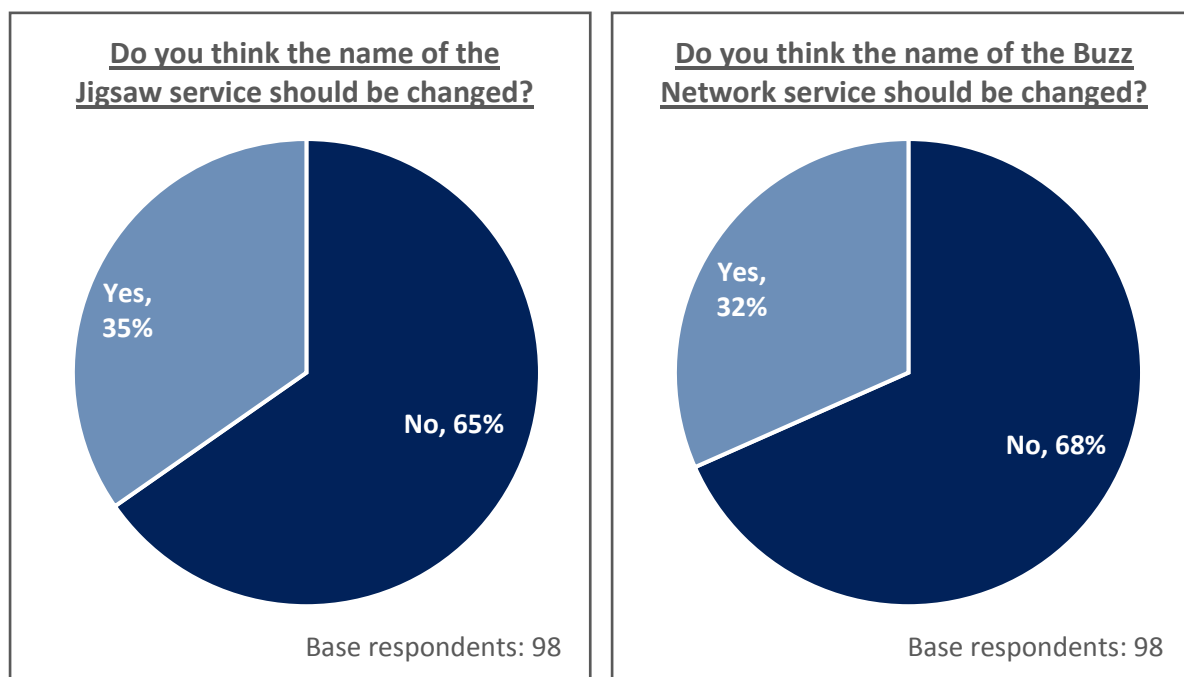 Do you think the name of the
Jigsaw service should be changed?
Yes,
35%
No, 65%
Base respondents: 98
Do you think the name of the Buzz
Network service should be changed?
Yes,
32%
No, 68%
Base respondents: 98